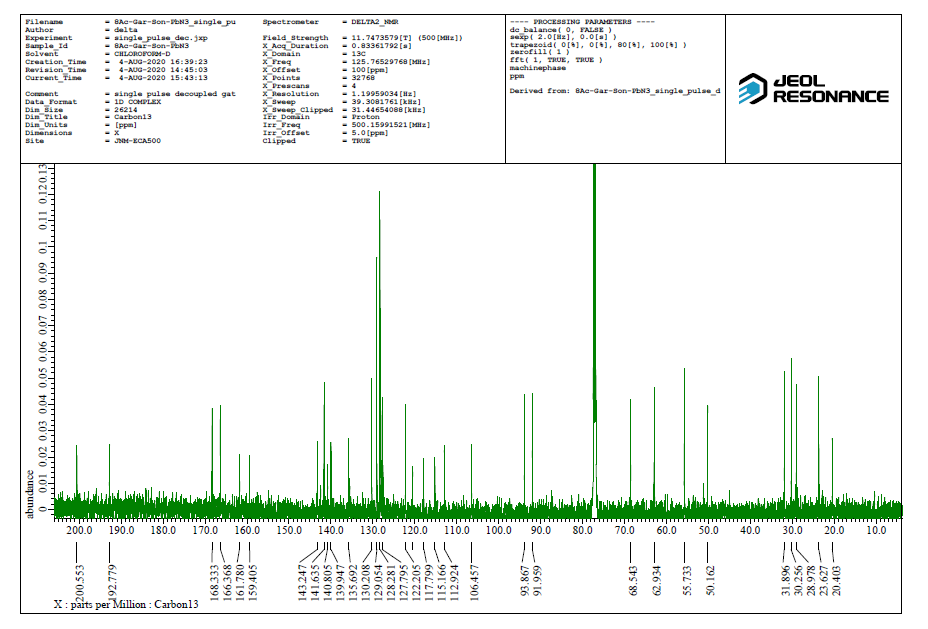 Filename = 8Ac-Gar-Son-PbN3_single_pu
Author = delta
Experiment = single_pulse_dec.jxp
Sample_Id = 8Ac-Gar-Son-PbN3
Solvent = CHLOROFORM-D
Creation_Time = 4-AUG-2020 16:39:23
Revision_Time = 4-AUG-2020 14:45:03
Current_Time = 4-AUG-2020 15:43:13
Comment = single pulse decoupled gat
Data_Format = 1D COMPLEX
Dim_Size = 26214
Dim_Title = Carbon13
Dim_Units = [ppm]
Dimensions = X
Site = JNM-ECA500
Spectrometer = DELTA2_NMR
Field_Strength = 11.7473579[T] (500[MHz])
X_Acq_Duration = 0.83361792[s]
X_Domain = 13C
X_Freq = 125.76529768[MHz]
X_Offset = 100[ppm]
X_Points = 32768
X_Prescans = 4
X_Resolution = 1.19959034[Hz]
X_Sweep = 39.3081761[kHz]
X_Sweep_Clipped = 31.44654088[kHz]
Irr_Domain = Proton
Irr_Freq = 500.15991521[MHz]
Irr_Offset = 5.0[ppm]
Clipped = TRUE
---- PROCESSING PARAMETERS ----
dc_balance( 0, FALSE )
sexp( 2.0[Hz], 0.0[s] )
trapezoid( 0[%], 0[%], 80[%], 100[%] )
zerofill( 1 )
fft( 1, TRUE, TRUE )
machinephase
ppm
Derived from: 8Ac-Gar-Son-PbN3_single_pulse_d
JEOL
RESONANCE
abundance
0 0.01 0.02 0.03 0.04 0.05 0.06 0.07 0.08 0.09 0.1 0.11 0.12 0.13
200.0 190.0 180.0 170.0 160.0 150.0 140.0 130.0 120.0 110.0 100.0 90.0 80.0 70.0 60.0 50.0 40.0 30.0 20.0 10.0
200.553
192.779
168.333
166.368
161.780
159.405
143.247
141.635
140.805
139.947
135.692
130.208
129.054
128.281
127.795
122.205
117.799
115.166
112.924
106.457
93.867
91.959
68.543
62.934
55.733
50.162
31.896
30.256
28.978
23.627
20.403
X : parts per Million : Carbon13